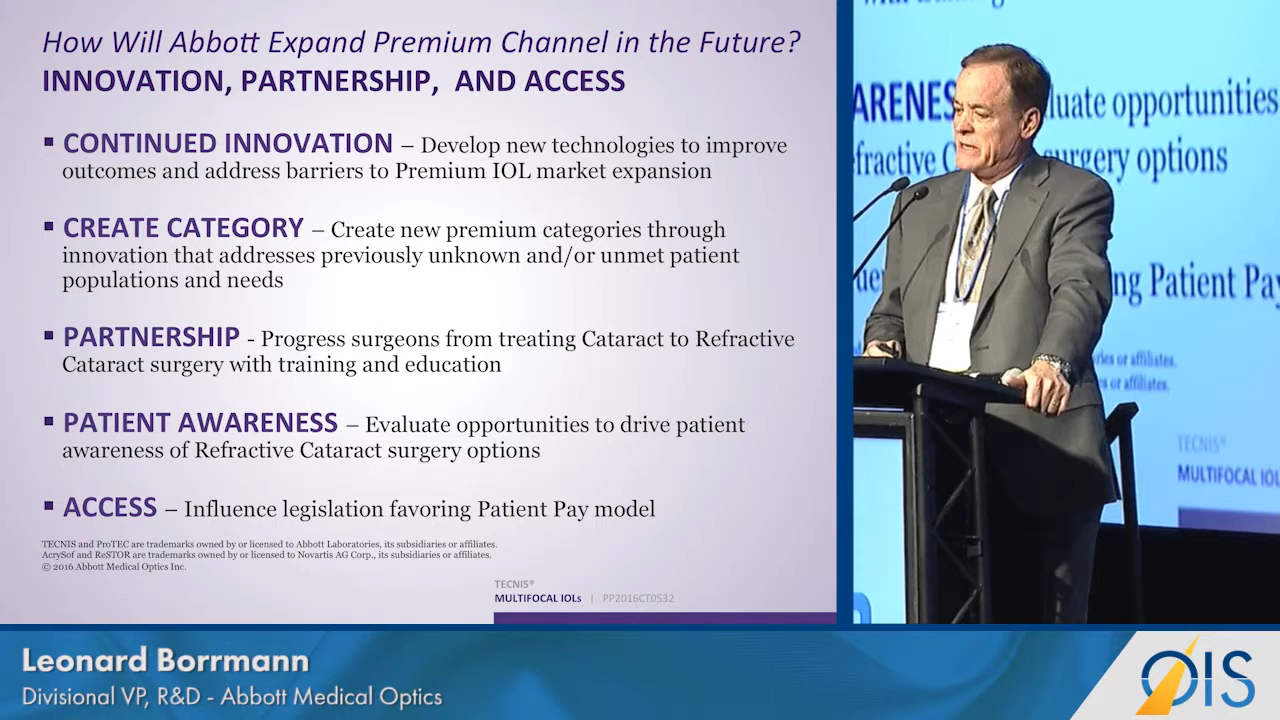 How Will Abbott Expand Premium Channel in the Future?
INNOVATION, PARTNERSHIP, AND ACCESS
▪ CONTINUED INNOVATION – Develop new technologies to improve
outcomes and address barriers to Premium IOL market expansion
▪ CREATE CATEGORY – Create new premium categories through
innovation that addresses previously unknown and/or unmet patient
populations and needs
▪ PARTNERSHIP - Progress surgeons from treating Cataract to Refractive
Cataract surgery with training and education
▪ PATIENT AWARENESS – Evaluate opportunities to drive patient
awareness of Refractive Cataract surgery options
▪ ACCESS – Influence legislation favoring Patient Pay model
TECNIS and ProTEC are trademarks owned by or licensed to Abbott Laboratories, its subsidiaries or affiliates.
AcrySof and ReSTOR are trademarks owned by or licensed to Novartis AG Corp., its subsidiaries or affiliates.
© 2016 Abbott Medical Optics Inc.
TECNIS®
MULTIFOCAL IOLs | PP2016CT0532
opportunities
surgery options
Patient Pay
or affiliates.
or affiliates.
TECNIS®
MULTIFOCAL
Leonard Borrmann
Divisional VP, R&D - Abbott Medical Optics
OIS